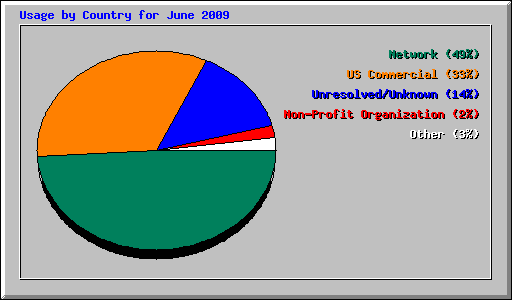 Usage by Country for June 2009
Network (49%)
US Commercial (33%)
Unresolved/Unknown (14%)
Non-Profit Organization (2%)
Other (3%)